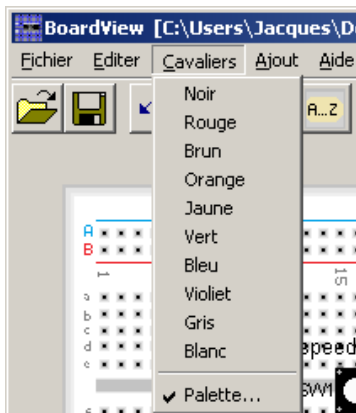 BoardView [C:\Users\Jacques\D
Fichier Editer Cavaliers Ajout Aide
A...Z
Noir
Rouge
Brun
Orange
Jaune
Vert
Bleu
Violiet
Gris
Blanc
Palette...
A
B
1
15
a
b
c
d
e
f
speed
SW1